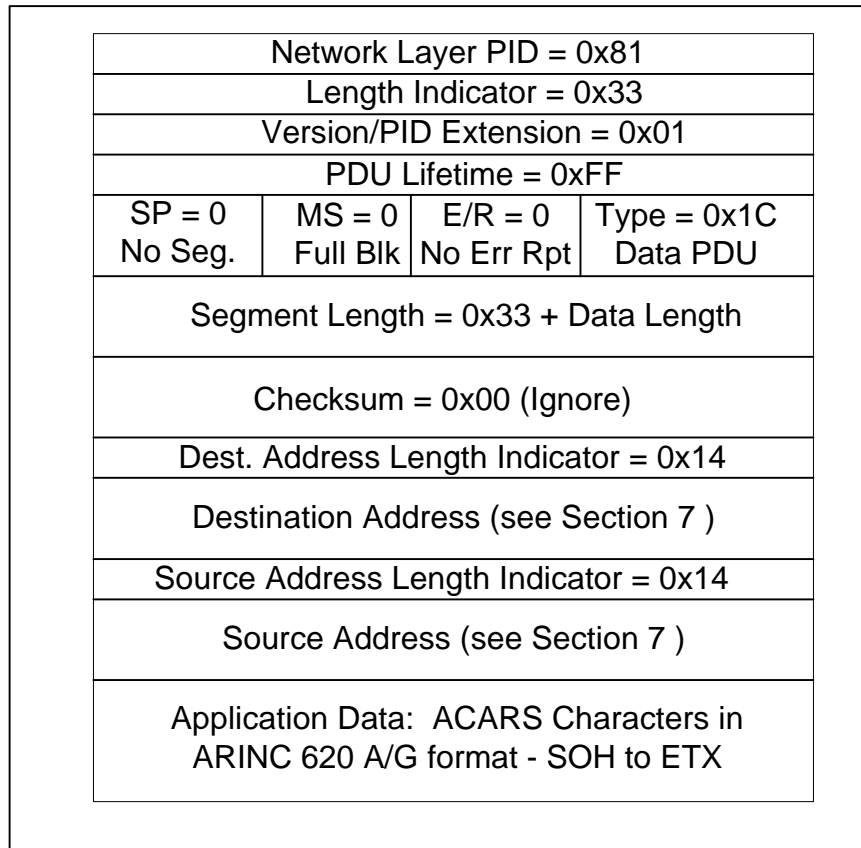 Network Layer PID = 0x81
Length Indicator = 0x33
Version/PID Extension = 0x01
PDU Lifetime = 0xFF
SP = 0 MS = 0 E/R = 0 Type = 0x1C
No Seg. Full Blk No Err Rpt Data PDU
Segment Length = 0x33 + Data Length
Checksum = 0x00 (Ignore)
Dest. Address Length Indicator = 0x14
Destination Address (see Section 7 )
Source Address Length Indicator = 0x14
Source Address (see Section 7 )
Application Data: ACARS Characters in
ARINC 620 A/G format - SOH to ETX